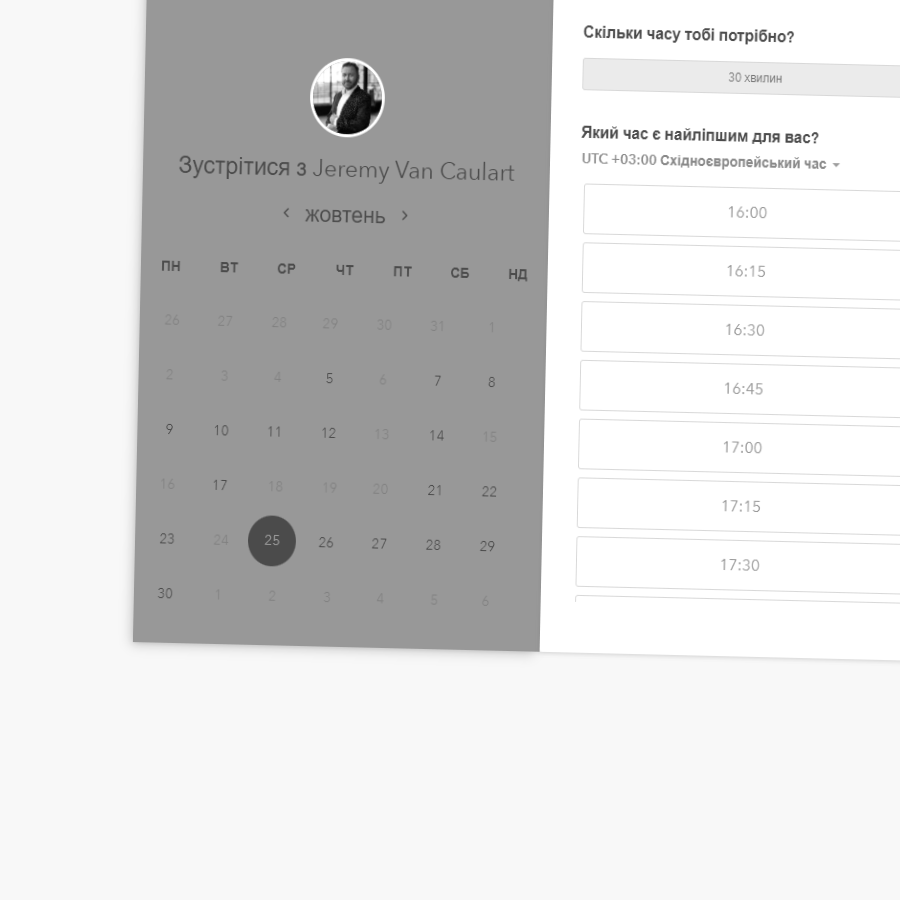 Зустрітися з Jeremy Van Caulart
‹ жовтень ›
ПН ВТ СР ЧТ ПТ СБ НД
26 27 28 29 30 31 1
2 3 4 5 6 7 8
9 10 11 12 13 14 15
16 17 18 19 20 21 22
23 24 25 26 27 28 29
30 1 2 3 4 5 6
Скільки часу тобі потрібно?
30 хвилин
Який час є найліпшим для вас?
UTC +03:00 Східноєвропейський час
16:00
16:15
16:30
16:45
17:00
17:15
17:30